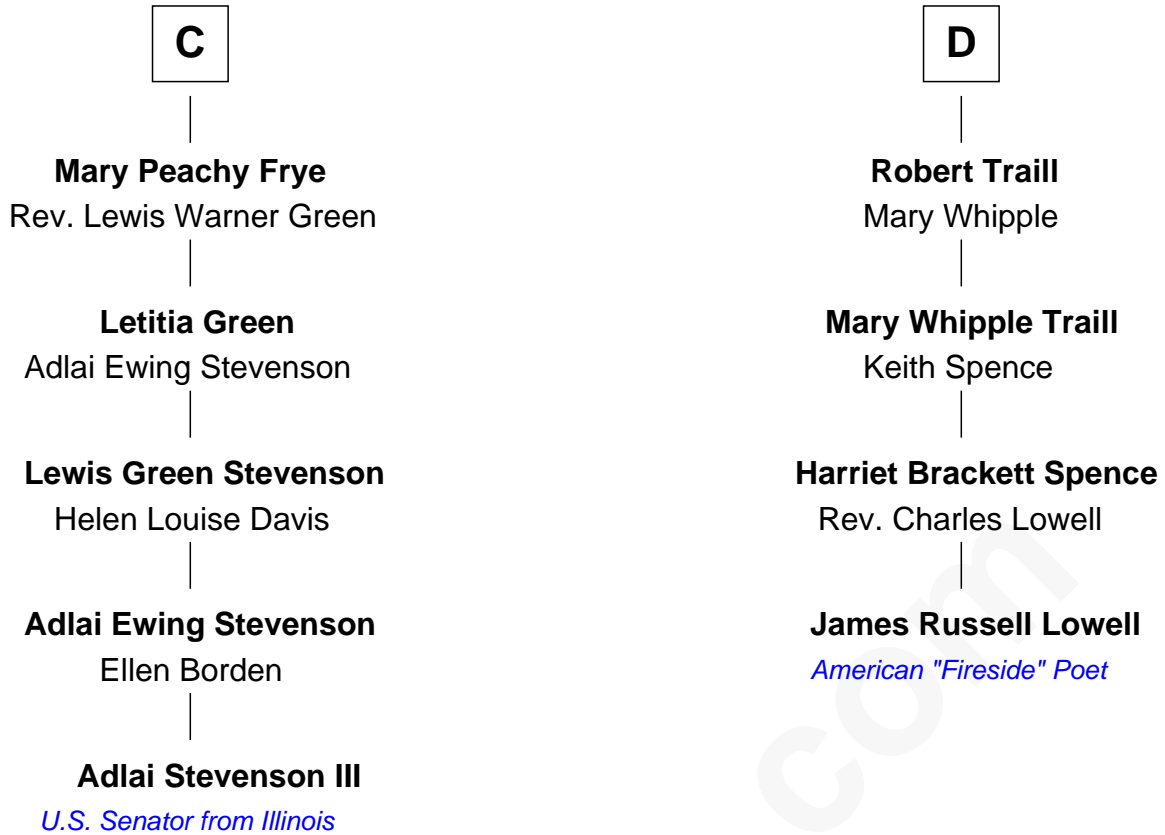 C
Mary Peachy Frye
Rev. Lewis Warner Green
Letitia Green
Adlai Ewing Stevenson
Lewis Green Stevenson
Helen Louise Davis
Adlai Ewing Stevenson
Ellen Borden
Adlai Stevenson III
U.S. Senator from Illinois
D
Robert Traill
Mary Whipple
Mary Whipple Traill
Keith Spence
Harriet Brackett Spence
Rev. Charles Lowell
James Russell Lowell
American "Fireside" Poet
com